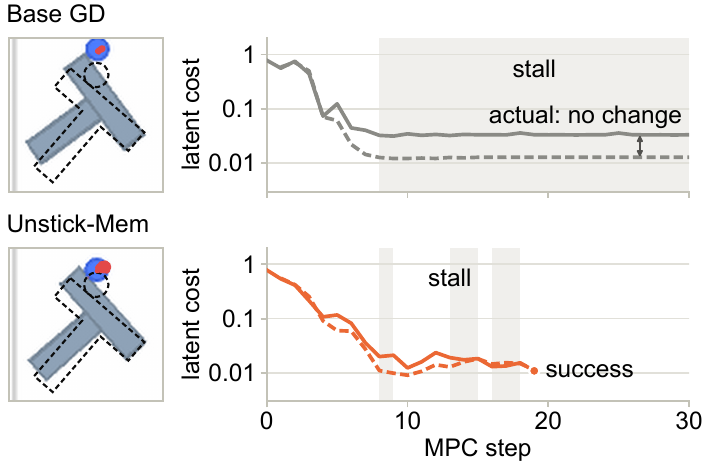 Base GD
latent cost
1
0.1
0.01
stall
actual: no change
Unstick-Mem
latent cost
1
0.1
0.01
stall
success
0
10
20
30
MPC step